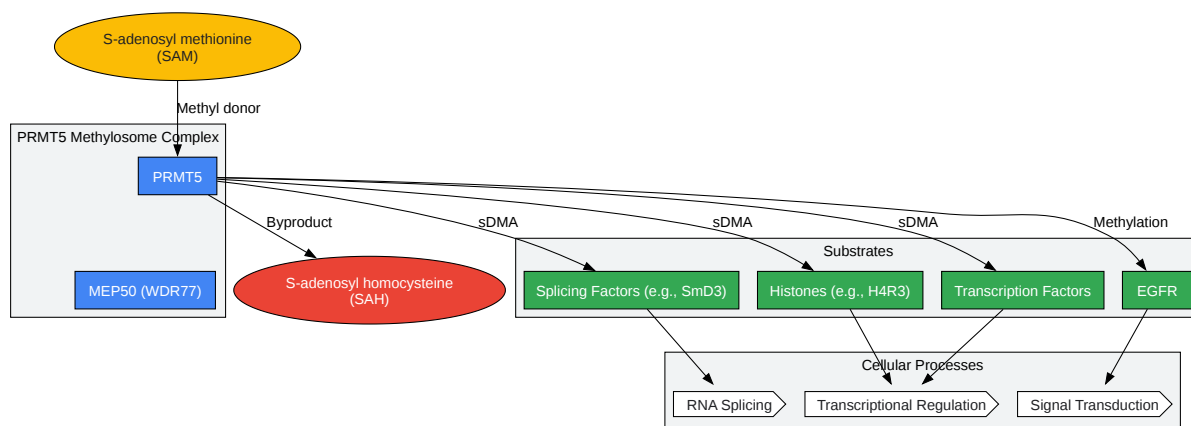 S-adenosyl methionine
(SAM)
Methyl donor
PRMT5 Methylosome Complex
PRMT5
Byproduct
sDMA
sDMA
sDMA
Methylation
Substrates
MEP50 (WDR77)
S-adenosyl homocysteine
(SAH)
Splicing Factors (e.g., SmD3)
Histones (e.g., H4R3)
Transcription Factors
EGFR
Cellular Processes
RNA Splicing
Transcriptional Regulation
Signal Transduction